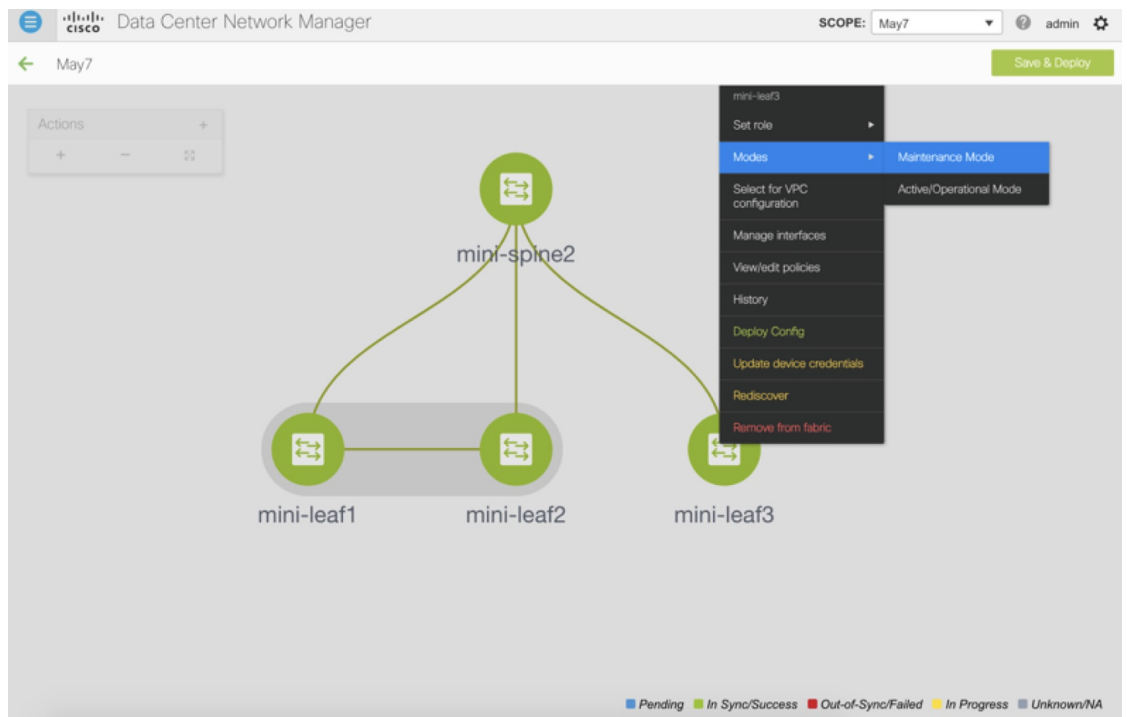 CISCO Data Center Network Manager
SCOPE: May7
admin
May7
Save & Deploy
Actions +
+ −
mini-leaf3
Set role
Modes
Maintenance Mode
Active/Operational Mode
Select for VPC
configuration
Manage interfaces
View/edit policies
History
Deploy Config
Update device credentials
Rediscover
Remove from fabric
mini-spine2
mini-leaf1
mini-leaf2
mini-leaf3
Pending In Sync/Success Out-of-Sync/Failed In Progress Unknown/NA